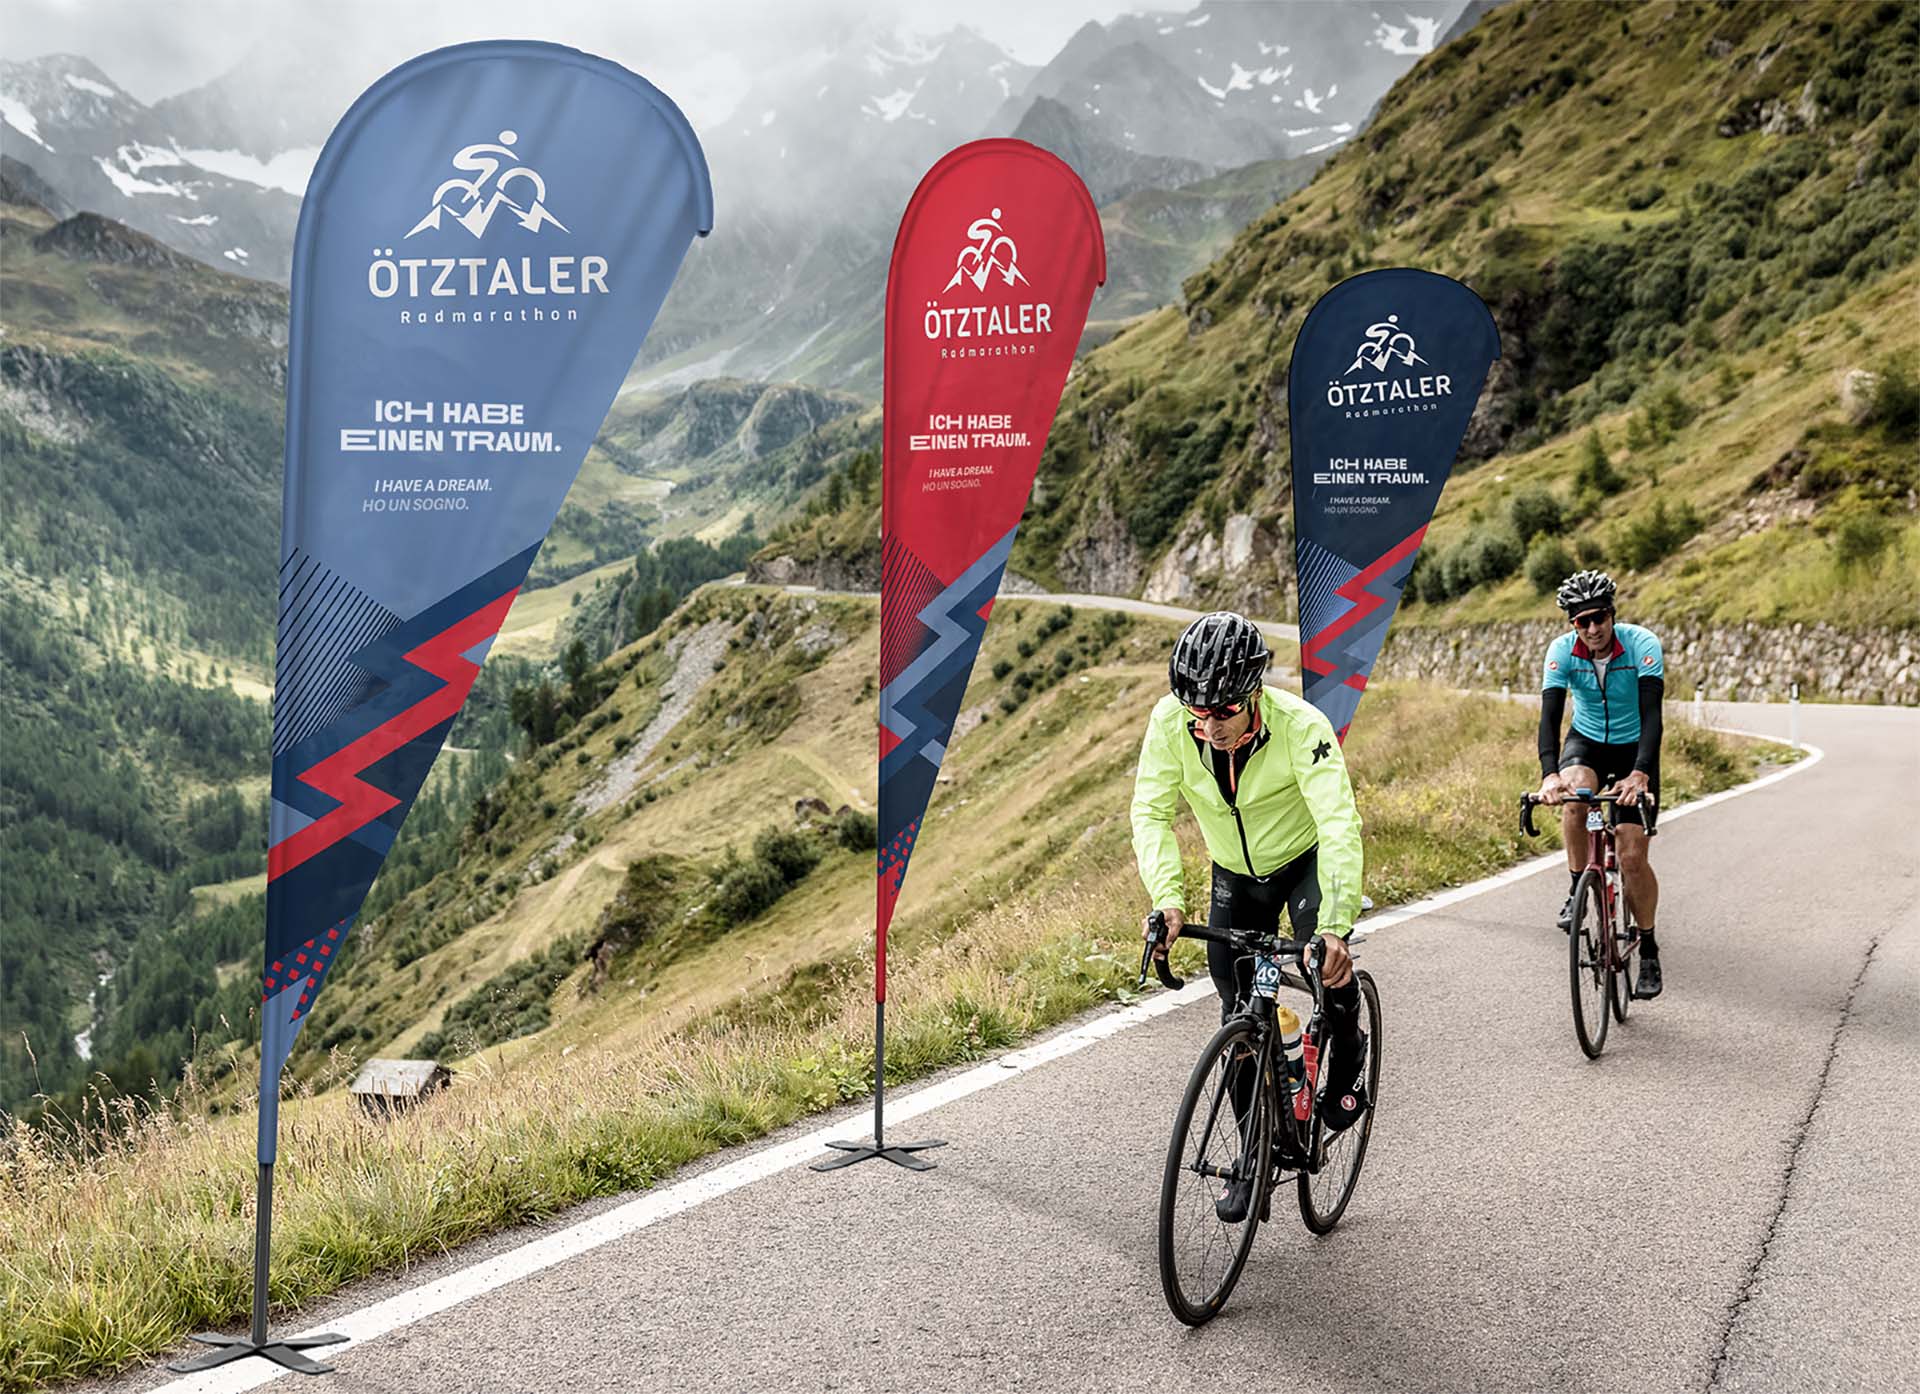 ÖTZTALER
Radmarathon
ICH HABE
EINEN TRAUM.
I HAVE A DREAM.
HO UN SOGNO.
ÖTZTALER
Radmarathon
ICH HABE
EINEN TRAUM.
I HAVE A DREAM.
HO UN SOGNO.
ÖTZTALER
Radmarathon
ICH HABE
EINEN TRAUM.
I HAVE A DREAM.
HO UN SOGNO.
49
80